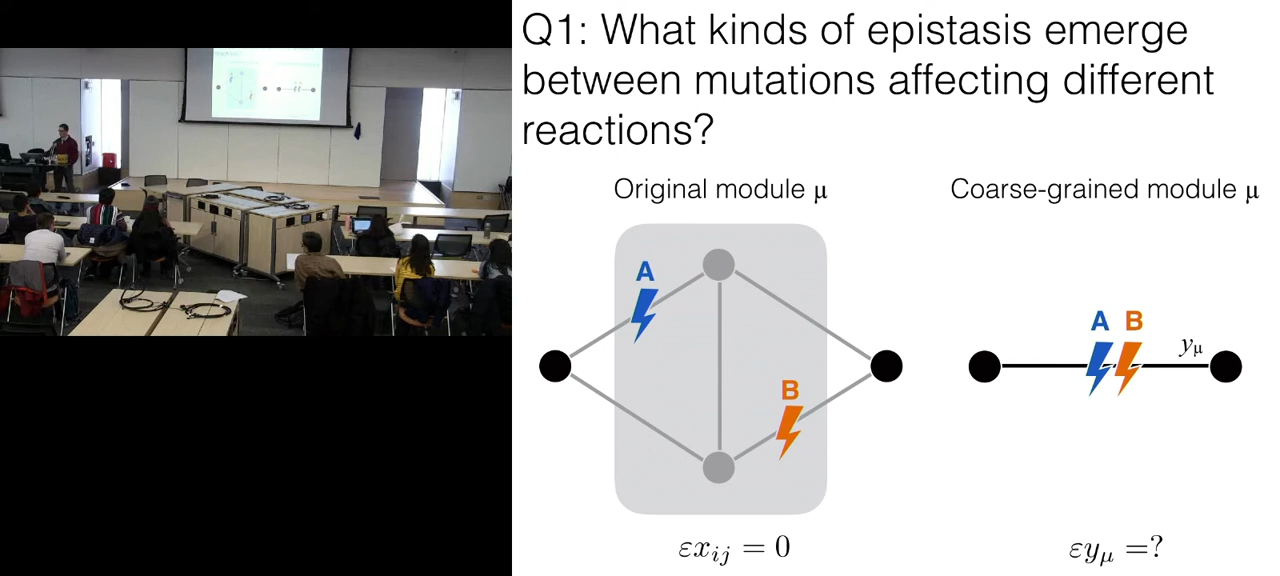 Q1: What kinds of epistasis emerge
between mutations affecting different
reactions?
Original module μ
Coarse-grained module μ
A
B
A B
yμ
εx_ij = 0
εyμ =?